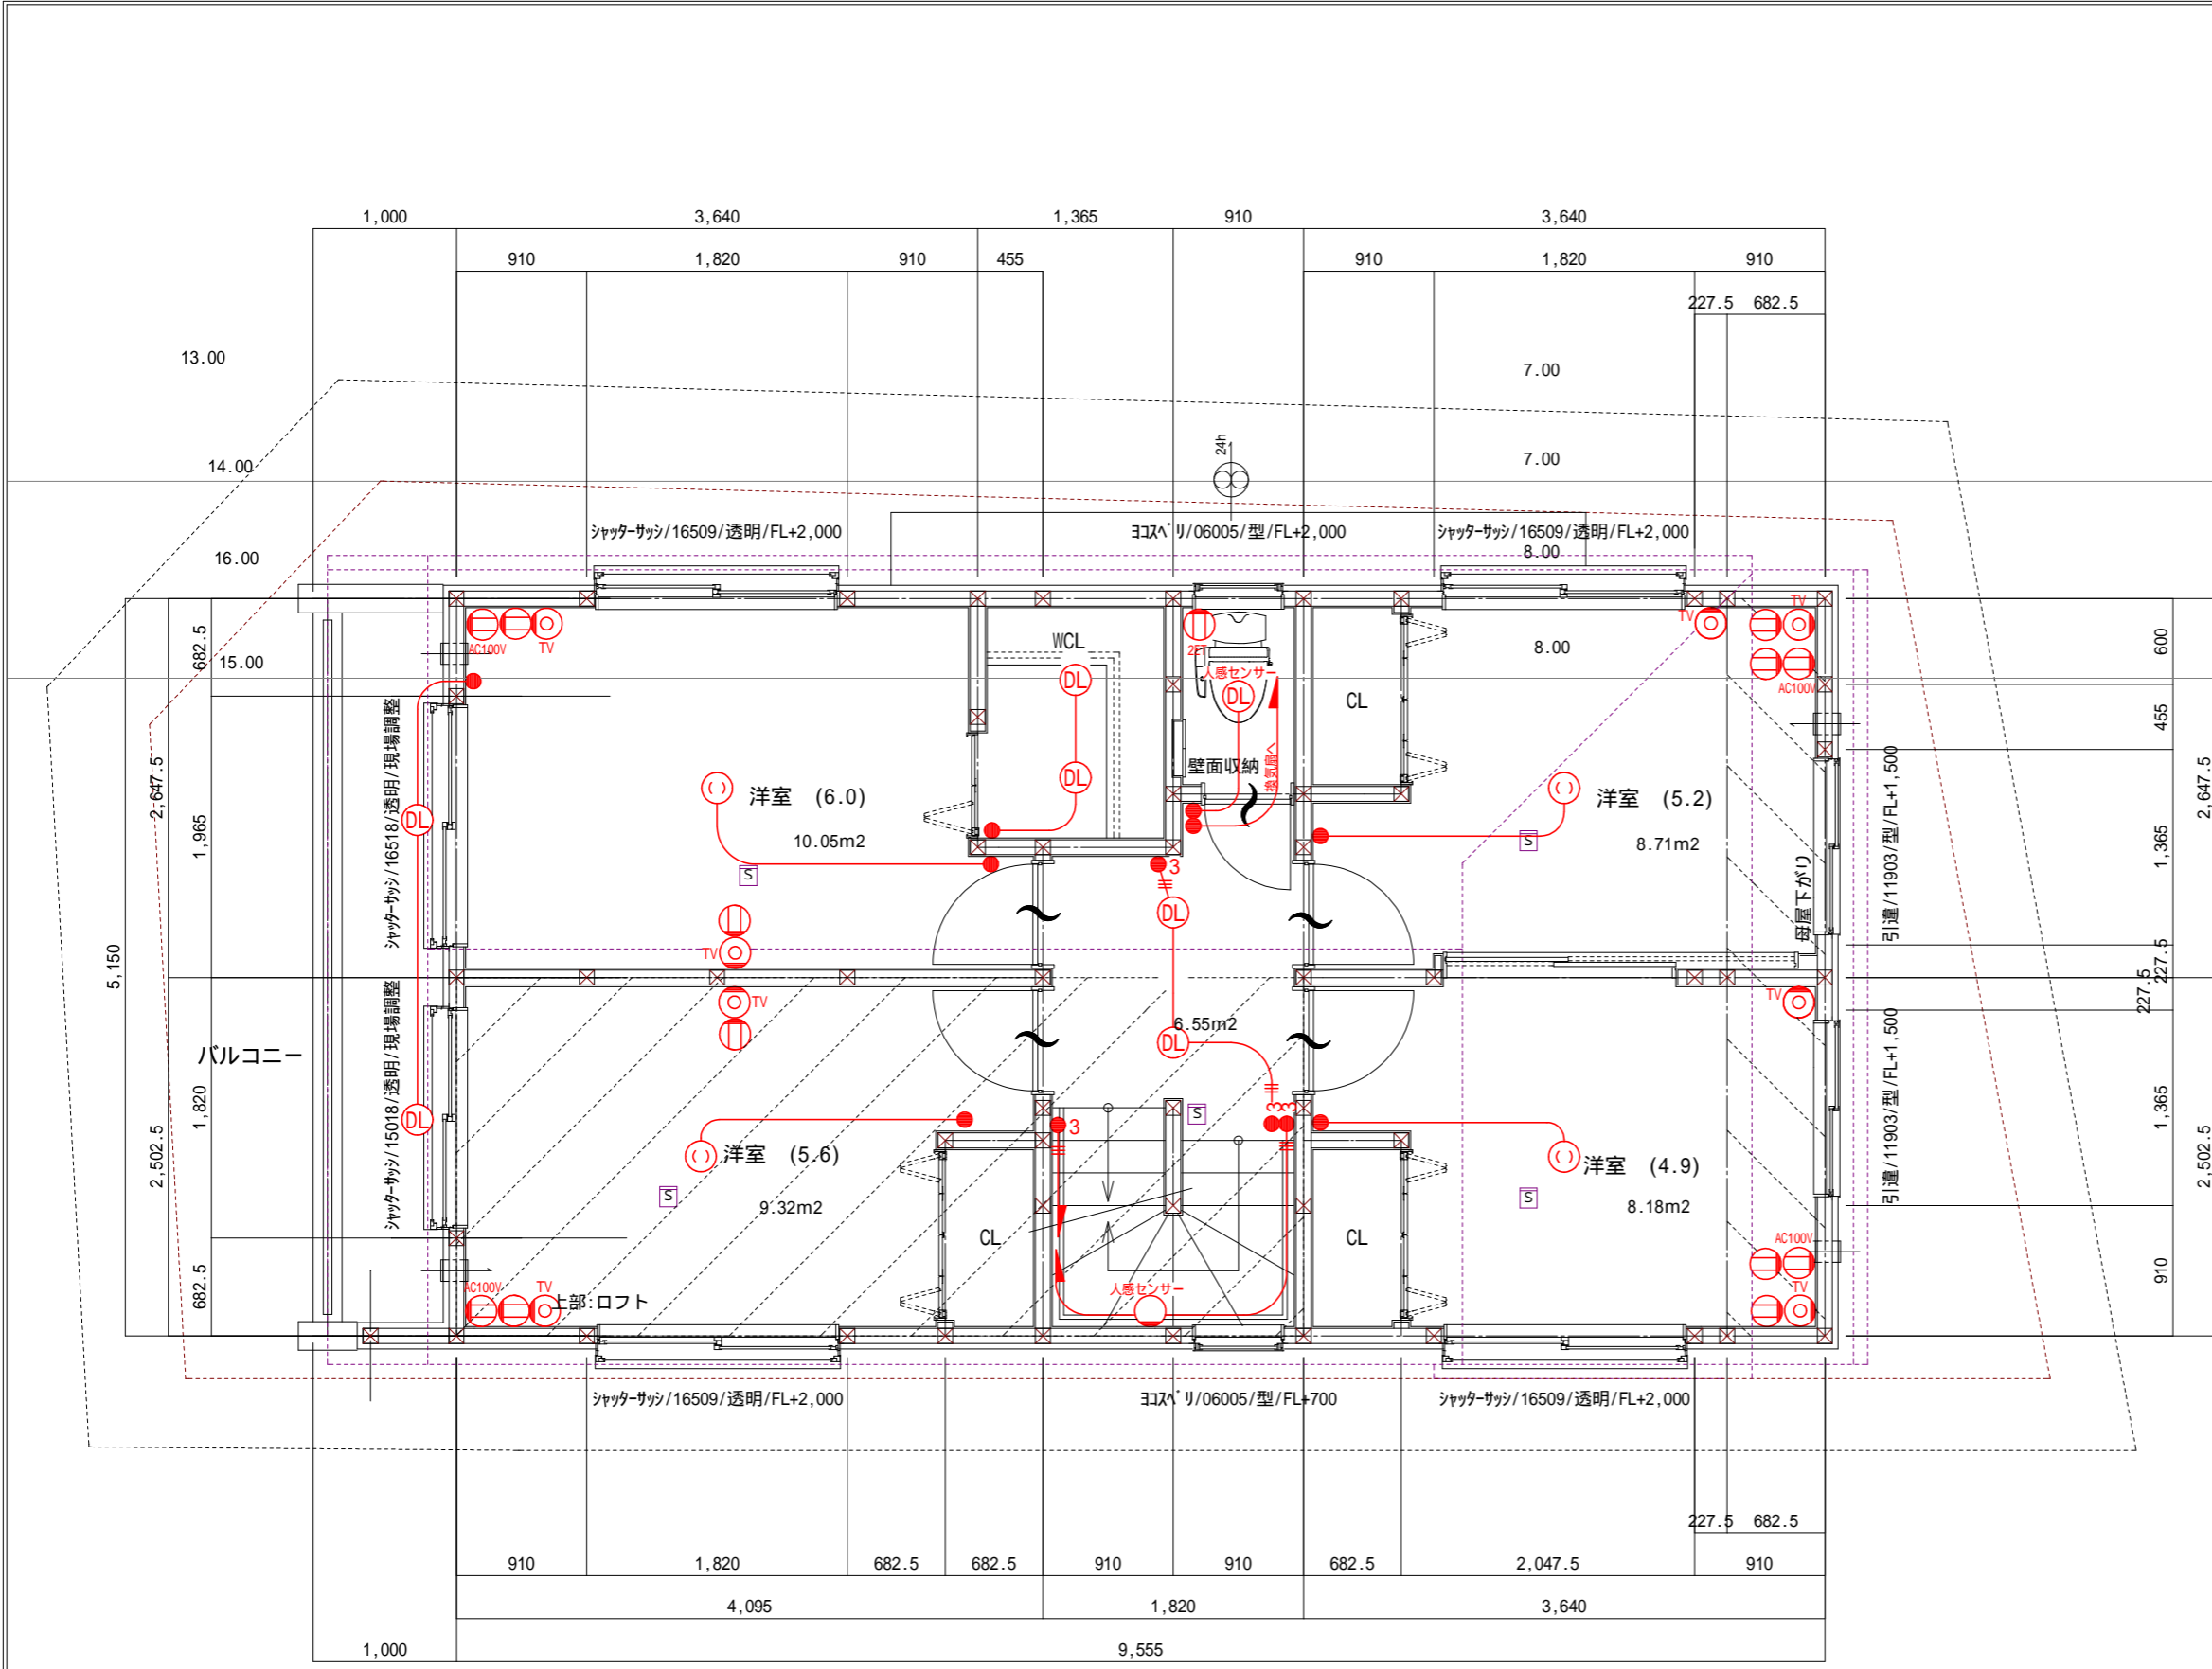 1,000 3,640 1,365 910 3,640
910 1,820 910 455 910 1,820 910
227.5 682.5
13.00
7.00
14.00
7.00
24h
シャッターサッシ/16509/透明/FL+2,000 ヨコスベリ/06005/型/FL+2,000 シャッターサッシ/16509/透明/FL+2,000
16.00
8.00
AC100V TV
WCL
人感センサー
TV TV
AC100V
15.00
8.00
DL DL
CL
DL
DL
壁面収納
換気扇へ
洋室 (6.0)
10.05m2
洋室 (5.2)
8.71m2
S
S
3
DL
TV
母屋下がり
シャッターサッシ/16518/透明/現場調整
引違/11903/型/FL+1,500
682.5
1,965
1,820
682.5
2,647.5
2,502.5
5,150
600
455
1,365
227.5
227.5
1,365
910
2,647.5
2,502.5
TV
TV
6.55m2
DL
バルコニー
シャッターサッシ/15018/透明/現場調整
引違/11903/型/FL+1,500
DL
3
33
S
洋室 (5.6)
9.32m2
S
洋室 (4.9)
8.18m2
S
CL
CL
AC100V TV
上部:ロフト
人感センサー
AC100V
TV
シャッターサッシ/16509/透明/FL+2,000 ヨコスベリ/06005/型/FL+700 シャッターサッシ/16509/透明/FL+2,000
227.5 682.5
910 1,820 682.5 682.5 910 910 682.5 2,047.5 910
4,095 1,820 3,640
1,000 9,555